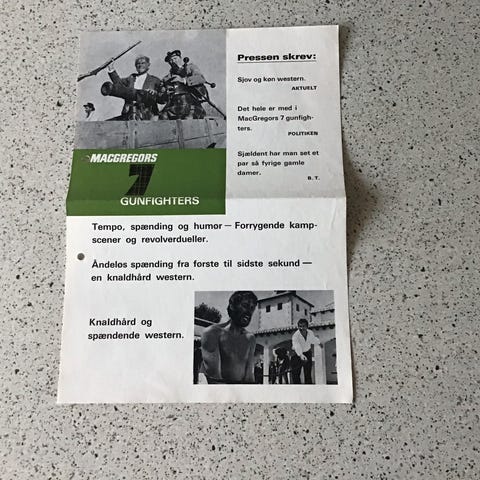 Pressen skrev:
Sjov og køn western.
AKTUELT
Det hele er med i
MacGregors 7 gunfigh-
ters.
POLITIKEN
Sjældent har man set et
par så fyrige gamle
damer.
B. T.
MACGREGORS
7
GUNFIGHTERS
Tempo, spænding og humor — Forrygende kamp-
scener og revolverdueller.
Åndeløs spænding fra forste til sidste sekund —
en knaldhård western.
Knaldhård og
spændende western.